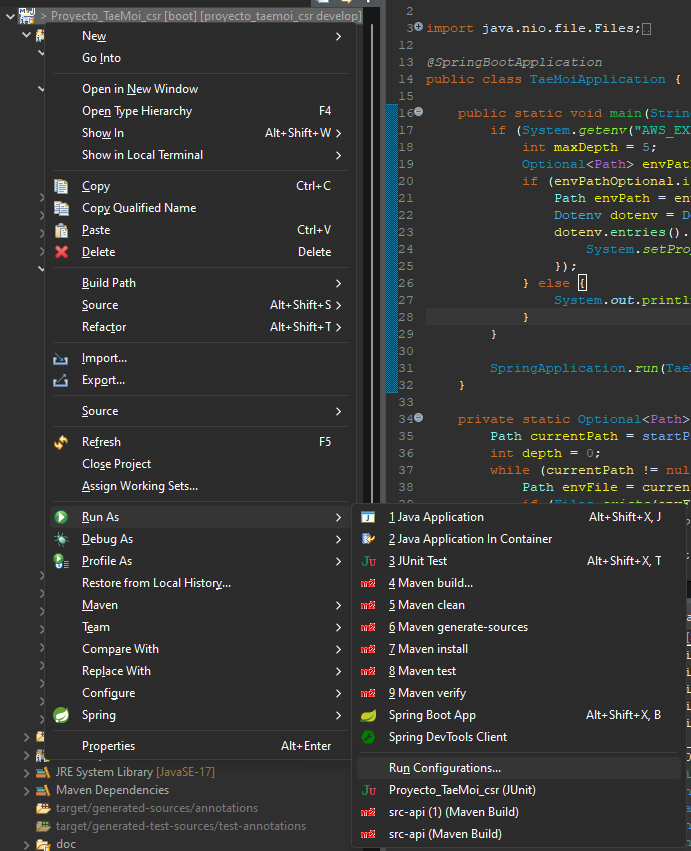 > Proyecto_TaeMoi_csr [boot] [proyecto_taemoi_csr develop]
New
Go Into
Open in New Window
Open Type Hierarchy F4
Show In Alt+Shift+W
Show in Local Terminal
Copy Ctrl+C
Copy Qualified Name
Paste Ctrl+V
Delete Delete
Build Path
Source Alt+Shift+S
Refactor Alt+Shift+T
Import...
Export...
Source
Refresh F5
Close Project
Assign Working Sets...
Run As
Debug As
Profile As
Restore from Local History...
Maven
Team
Compare With
Replace With
Configure
Spring
Properties Alt+Enter
JRE System Library [JavaSE-17]
Maven Dependencies
target/generated-sources/annotations
target/generated-test-sources/test-annotations
doc
1 Java Application Alt+Shift+X, J
2 Java Application In Container
3 JUnit Test Alt+Shift+X, T
4 Maven build...
5 Maven clean
6 Maven generate-sources
7 Maven install
8 Maven test
9 Maven verify
Spring Boot App Alt+Shift+X, B
Spring DevTools Client
Run Configurations...
Proyecto_TaeMoi_csr (JUnit)
src-api (1) (Maven Build)
src-api (Maven Build)
2
3 import java.nio.file.Files;
12
13 @SpringBootApplication
14 public class TaeMoiApplication {
15
16 public static void main(String
17 if (System.getenv("AWS_EX
18 int maxDepth = 5;
19 Optional<Path> envPath
20 if (envPathOptional.i
21 Path envPath = en
22 Dotenv dotenv = D
23 dotenv.entries().
24 System.setPro
25 });
26 } else {
27 System.out.printl
28 }
29 }
30
31 SpringApplication.run(Tae
32 }
33
34 private static Optional<Path>
35 Path currentPath = startP
36 int depth = 0;
37 while (currentPath != nul
38 Path envFile = curren